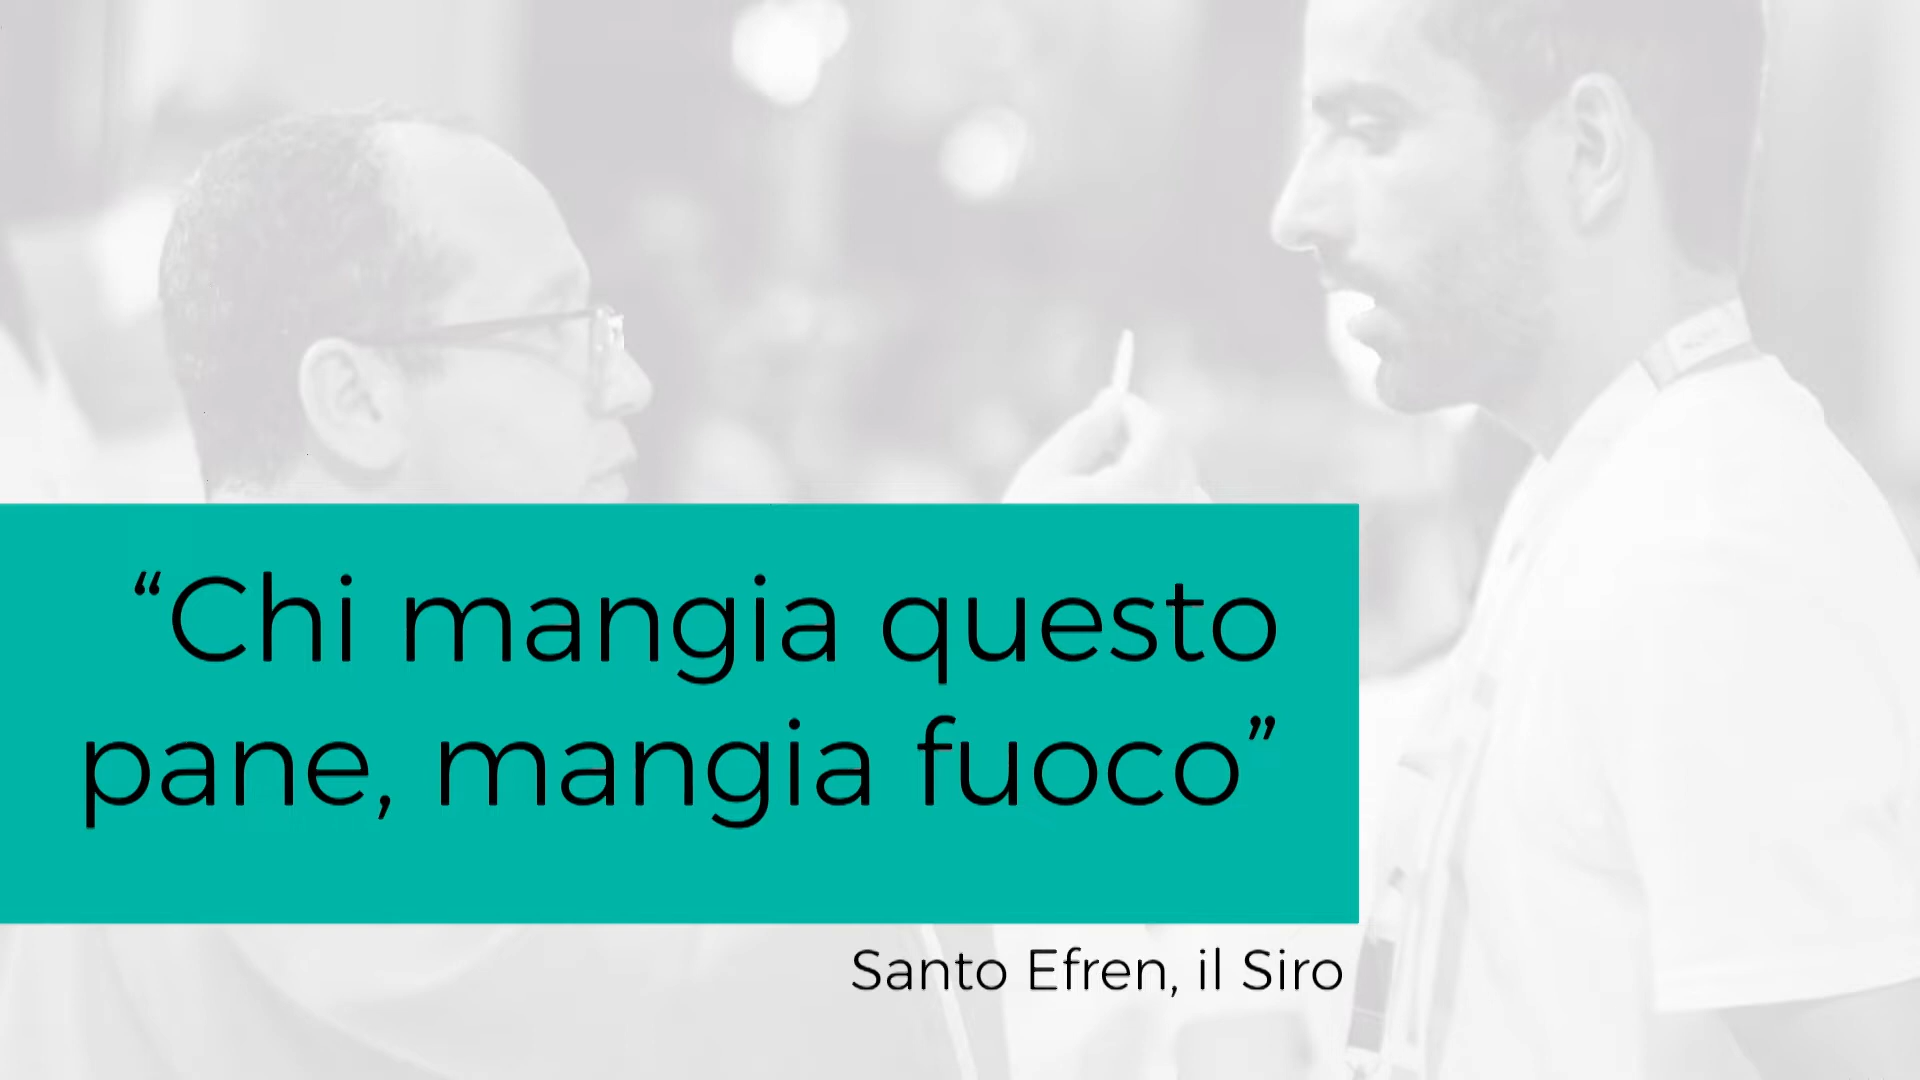 “Chi mangia questo
pane, mangia fuoco”
Santo Efren, il Siro